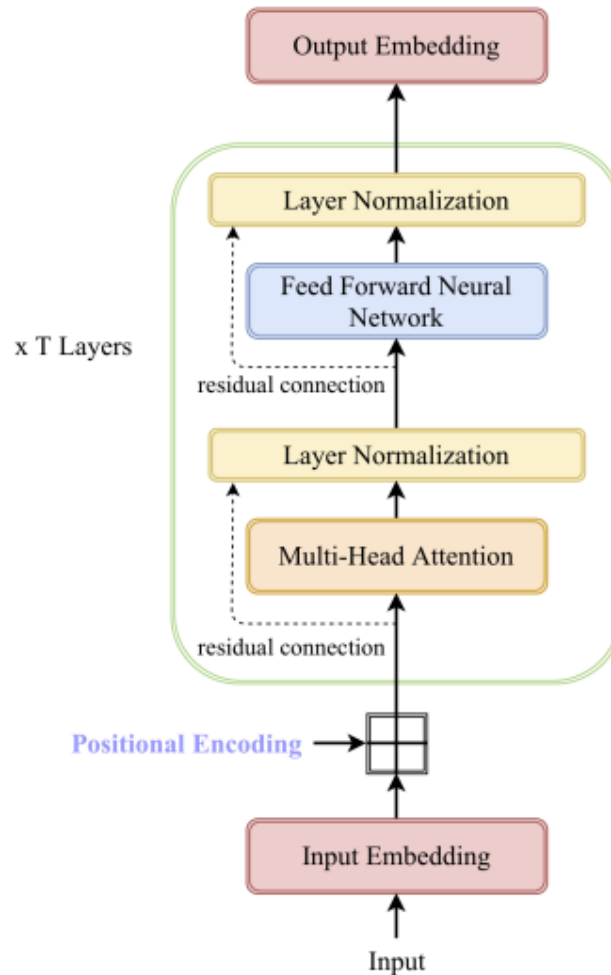 Output Embedding
Layer Normalization
Feed Forward Neural
Network
x T Layers
residual connection
Layer Normalization
Multi-Head Attention
residual connection
Positional Encoding
Input Embedding
Input